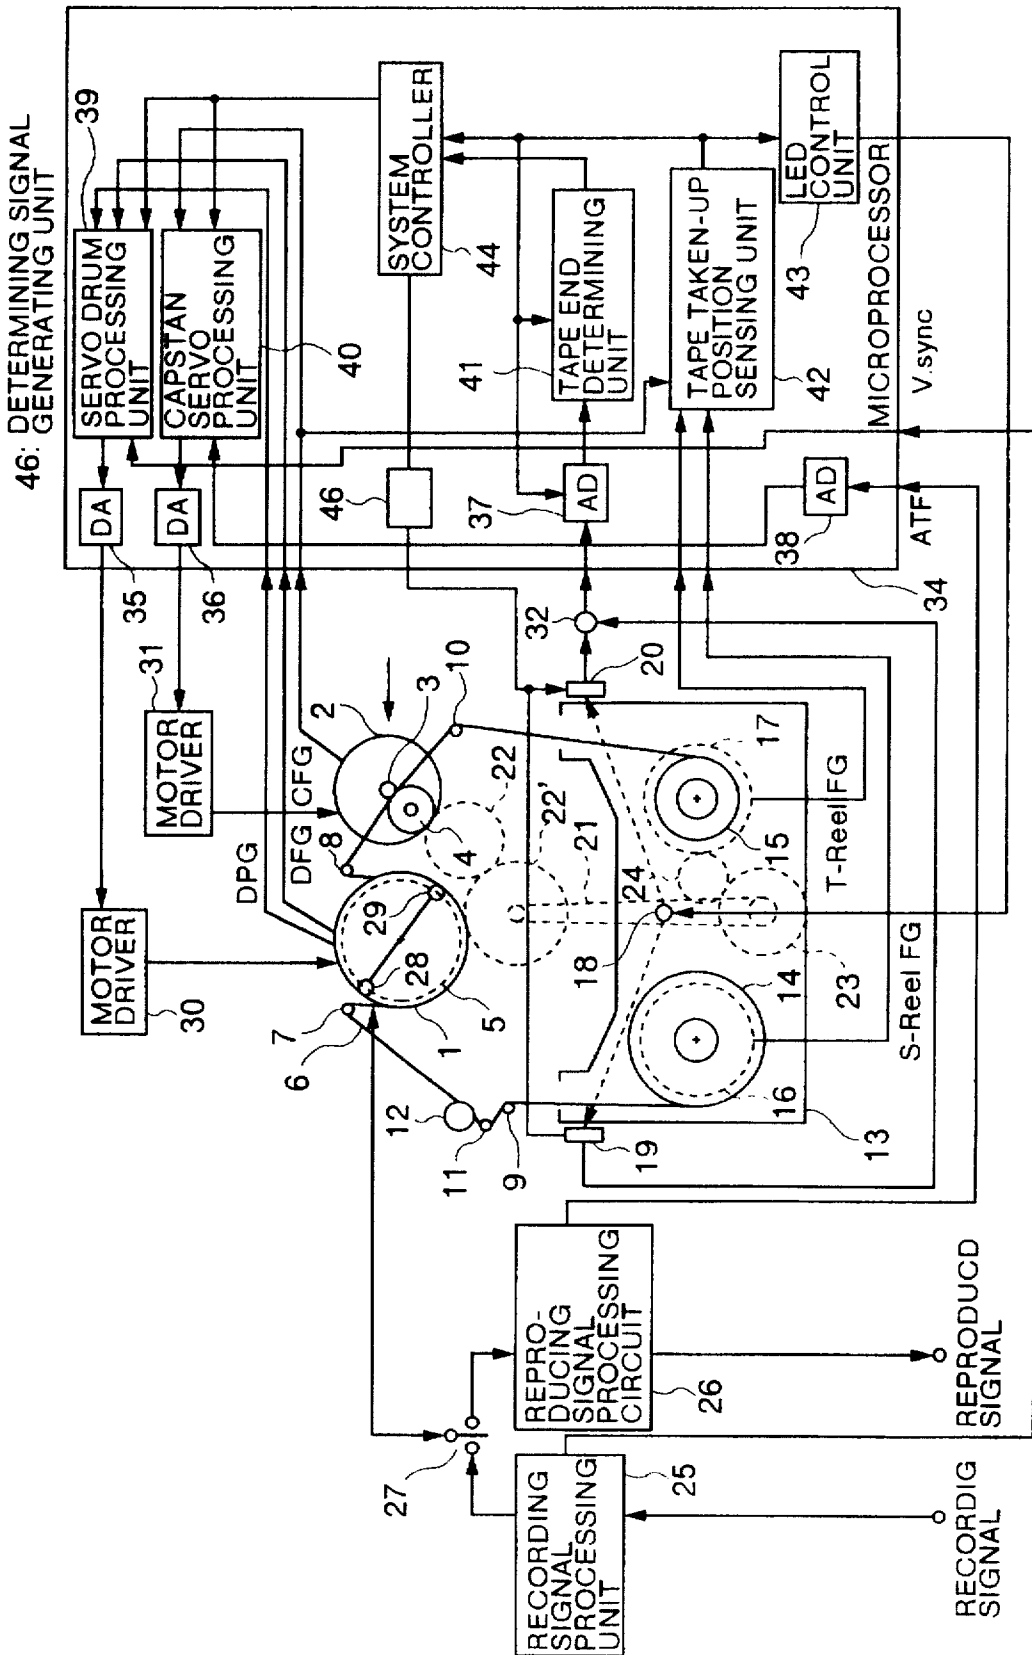 46: DETERMINING SIGNAL
GENERATING UNIT
39
SERVO DRUM
PROCESSING
UNIT
CAPSTAN
SERVO
PROCESSING
UNIT
40
DA
35
DA
36
SYSTEM
CONTROLLER
44
46
TAPE END
DETERMINING
UNIT
41
AD
37
TAPE TAKEN-UP
POSITION
SENSING UNIT
42
LED CONTROL
UNIT
43
AD
38
MICROPROCESSOR
34
ATF
V.sync
MOTOR
DRIVER
31
MOTOR
DRIVER
30
DPG
DFG
CFG
2
3
10
8
4
22
22'
21
29
28
7
6
1
5
12
11
9
32
20
19
18
24
17
15
T-Reel FG
14
23
S-Reel FG
16
13
27
REPRO-
DUCING
SIGNAL
PROCESSING
CIRCUIT
26
RECORDING
SIGNAL
PROCESSING
UNIT
25
REPRODUCD
SIGNAL
RECORDIG
SIGNAL